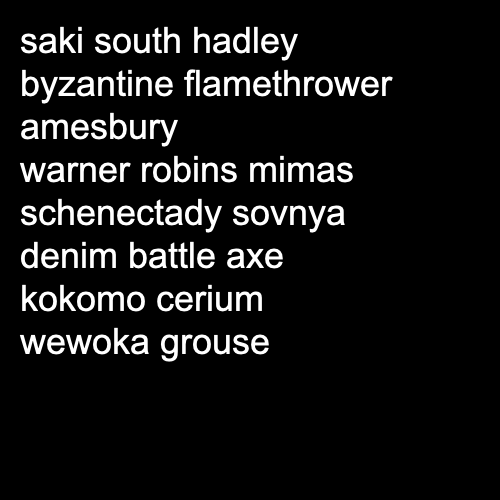 saki south hadley
byzantine flamethrower
amesbury
warner robins mimas
schenectady sovnya
denim battle axe
kokomo cerium
wewoka grouse